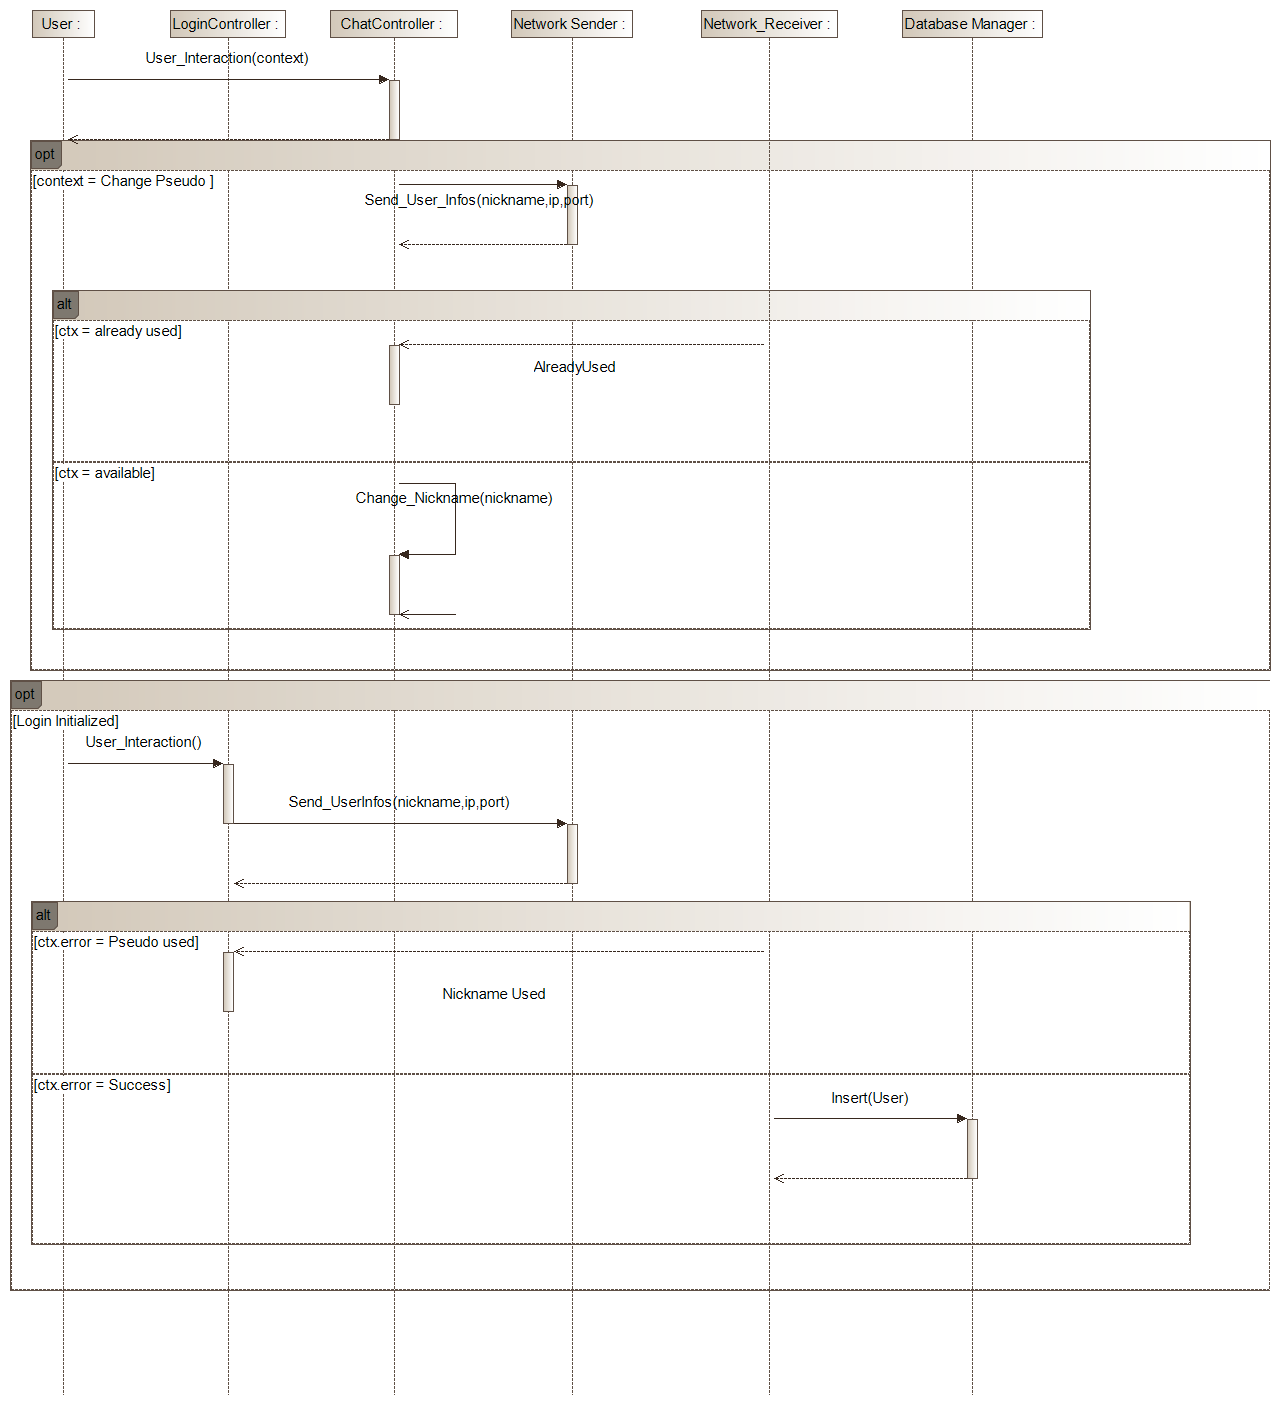 User :
LoginController :
ChatController :
Network Sender :
Network_Receiver :
Database Manager :
User_Interaction(context)
opt
[context = Change Pseudo ]
Send_User_Infos(nickname,ip,port)
alt
[ctx = already used]
AlreadyUsed
[ctx = available]
Change_Nickname(nickname)
opt
[Login Initialized]
User_Interaction()
Send_UserInfos(nickname,ip,port)
alt
[ctx.error = Pseudo used]
Nickname Used
[ctx.error = Success]
Insert(User)